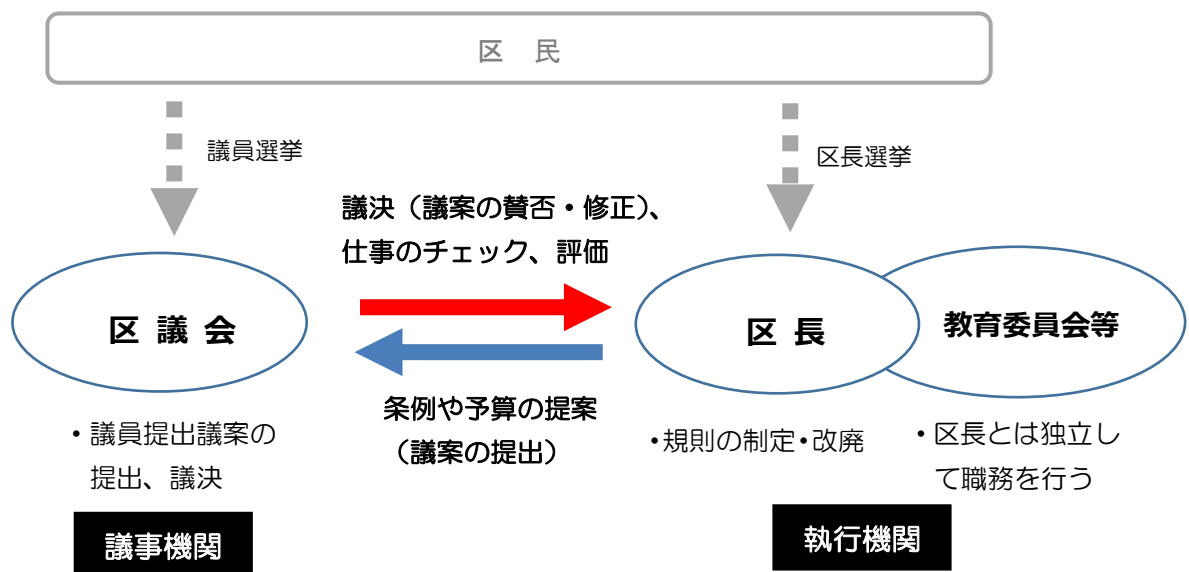 区　民
議員選挙
区長選挙
議決（議案の賛否・修正）、
仕事のチェック、評価
区 議 会
区 長
教育委員会等
条例や予算の提案
（議案の提出）
・議員提出議案の
提出、議決
・規則の制定・改廃
・区長とは独立し
て職務を行う
議事機関
執行機関